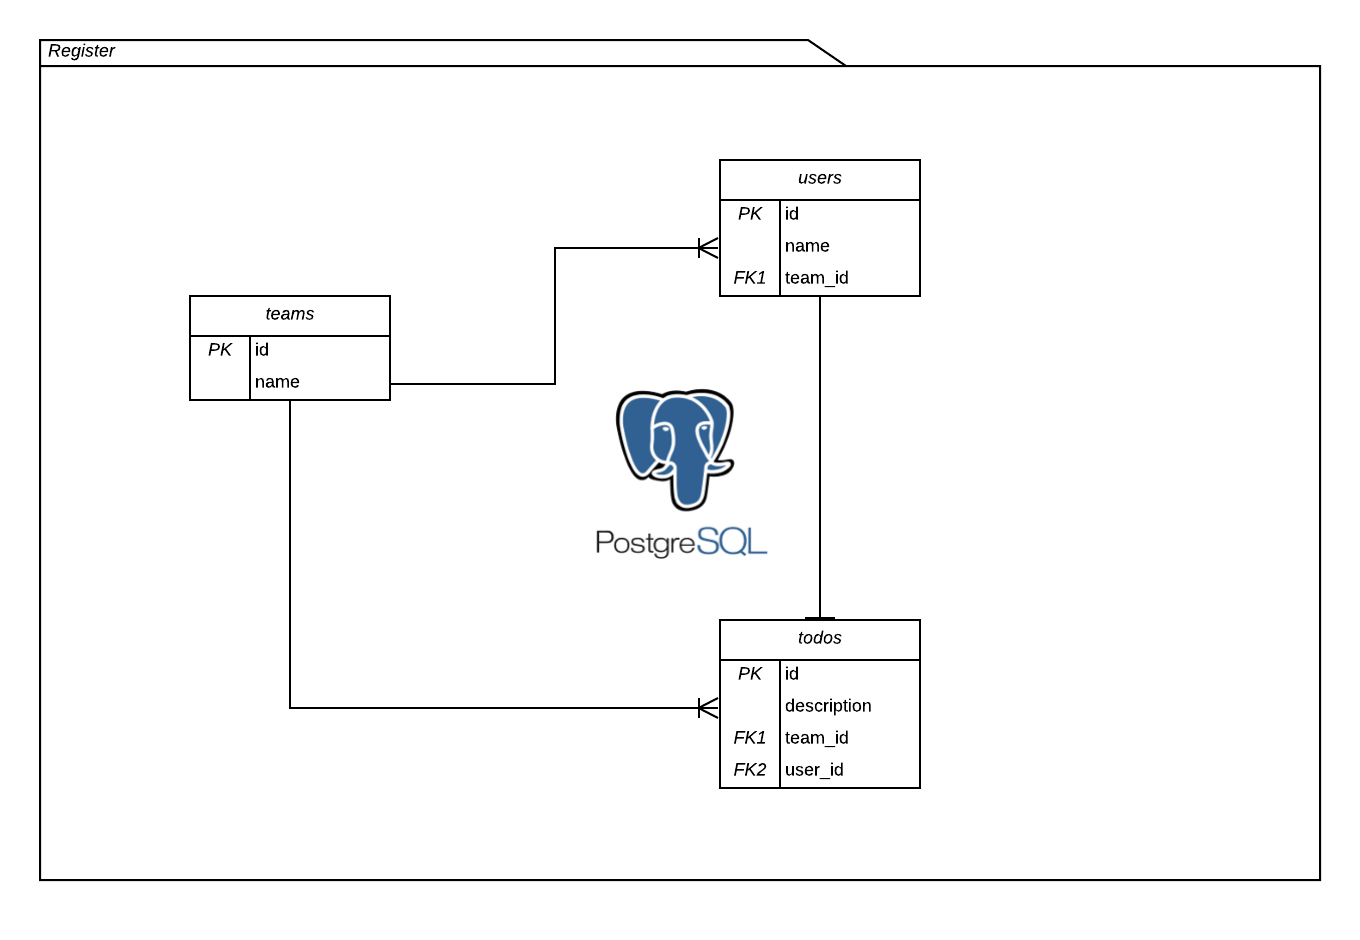 Register
users
PK id
name
FK1 team_id
teams
PK id
name
PostgreSQL
todos
PK id
description
FK1 team_id
FK2 user_id